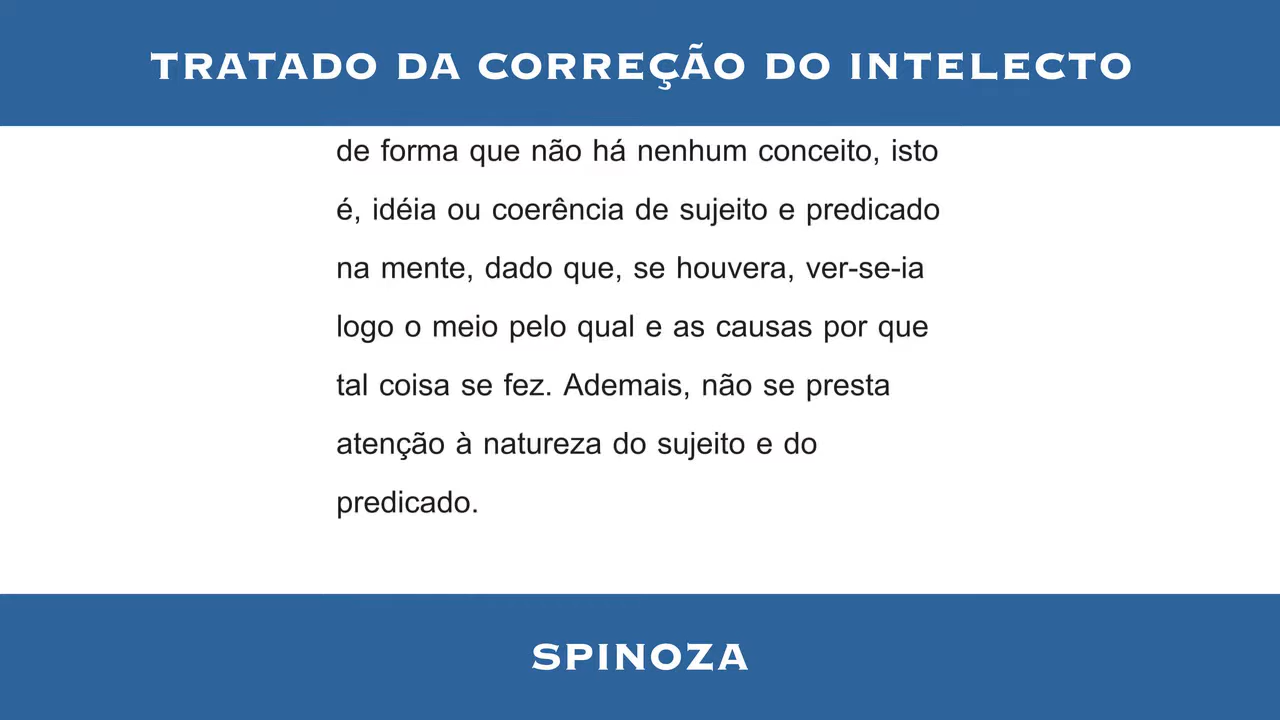 TRATADO DA CORREÇÃO DO INTELECTO
de forma que não há nenhum conceito, isto
é, idéia ou coerência de sujeito e predicado
na mente, dado que, se houvera, ver-se-ia
logo o meio pelo qual e as causas por que
tal coisa se fez. Ademais, não se presta
atenção à natureza do sujeito e do
predicado.
SPINOZA